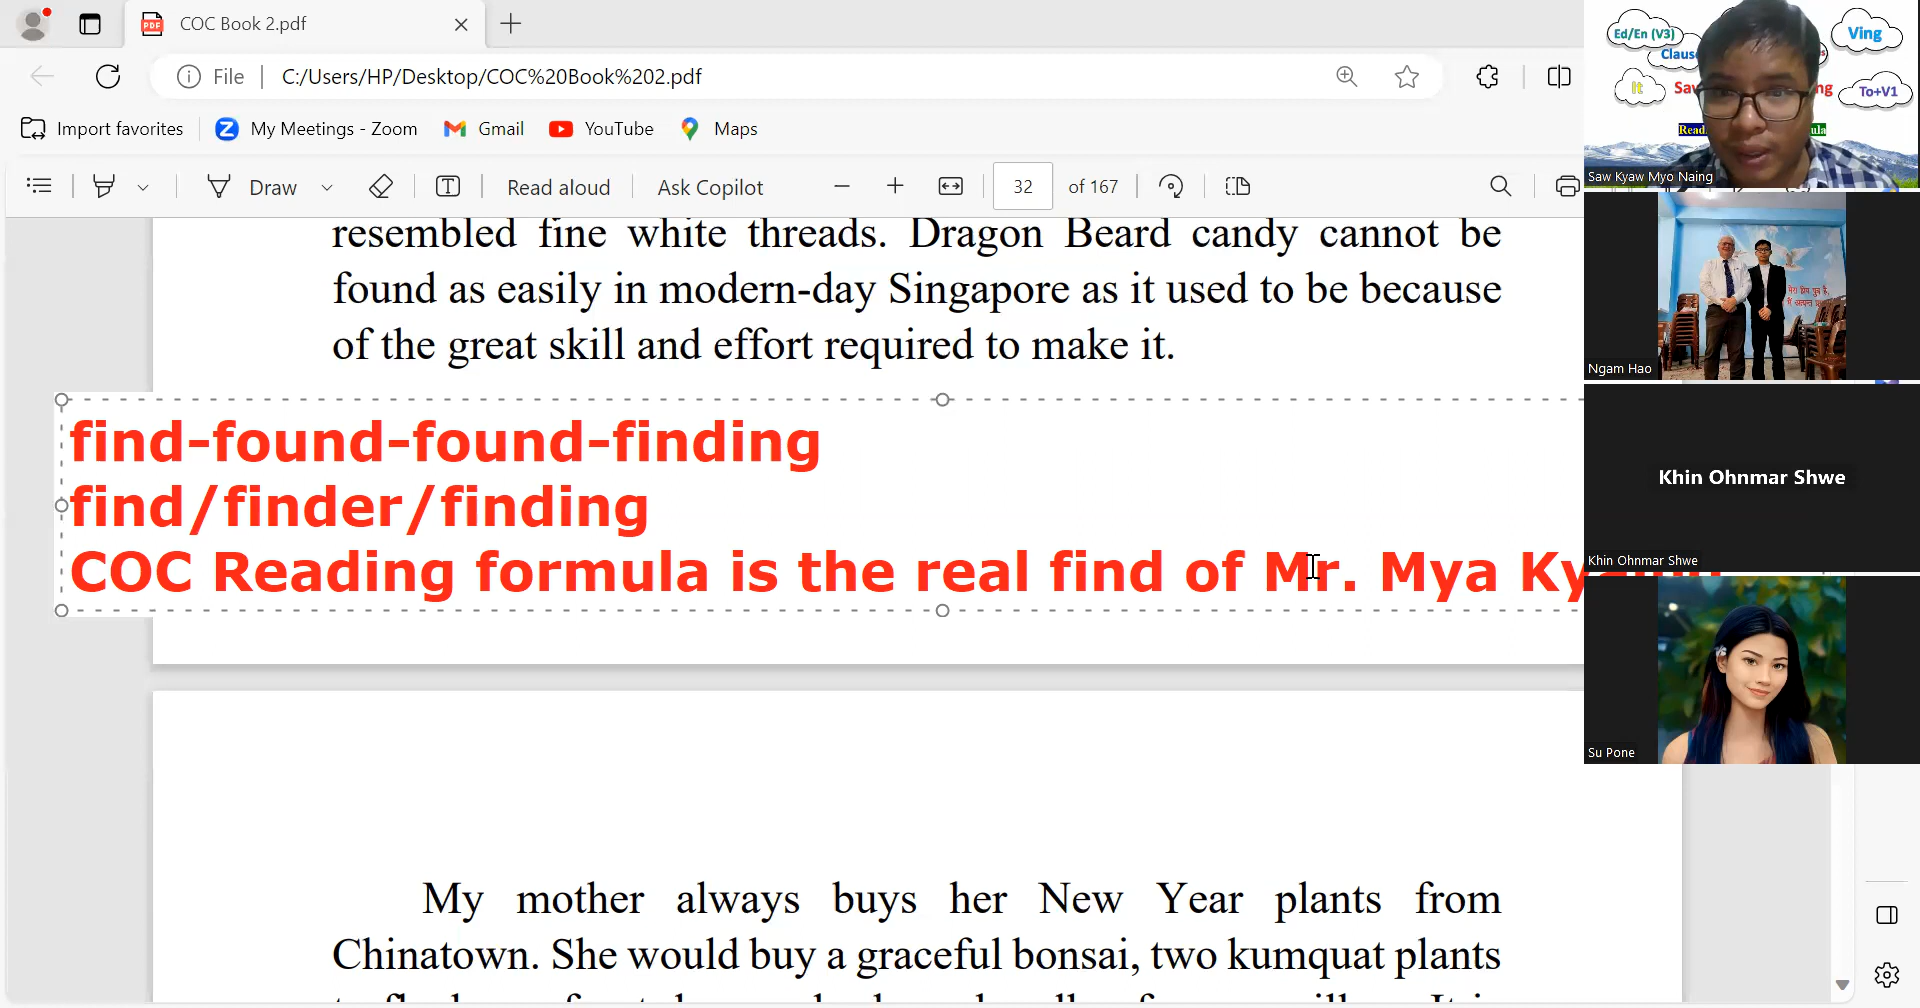 COC Book 2.pdf
File
C:/Users/HP/Desktop/COC%20Book%202.pdf
Import favorites
My Meetings - Zoom
Gmail
YouTube
Maps
Draw
Read aloud
Ask Copilot
32
of 167
resembled fine white threads. Dragon Beard candy cannot be
found as easily in modern-day Singapore as it used to be because
of the great skill and effort required to make it.
find-found-found-finding
find/finder/finding
COC Reading formula is the real find of Mr. Mya
My mother always buys her New Year plants from
Chinatown. She would buy a graceful bonsai, two kumquat plants
Ed/En (V3)
Ving
It
To+V1
Saw Kyaw Myo Naing
Ngam Hao
Khin Ohnmar Shwe
Khin Ohnmar Shwe
Su Pone